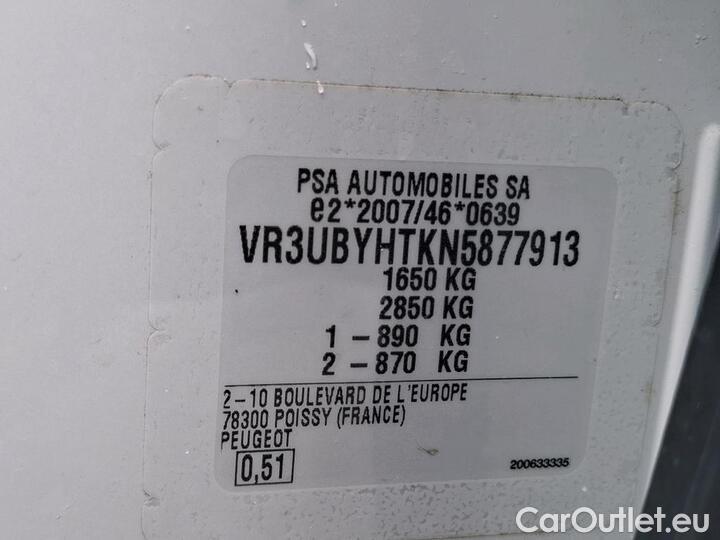 PSA AUTOMOBILES SA
e2*2007/46*0639
VR3UBYHTKN5877913
1650 KG
2850 KG
1 – 890 KG
2 – 870 KG
2 – 10 BOULEVARD DE L'EUROPE
78300 POISSY (FRANCE)
PEUGEOT
0,51
200633335
CarOutlet.eu